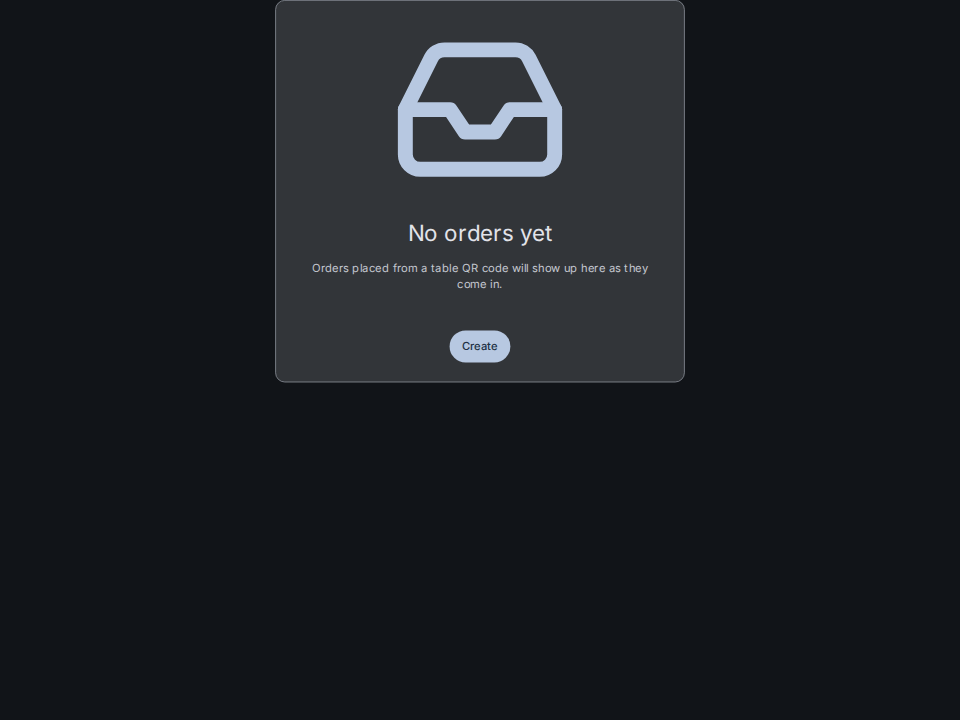 No orders yet
Orders placed from a table QR code will show up here as they
come in.
Create